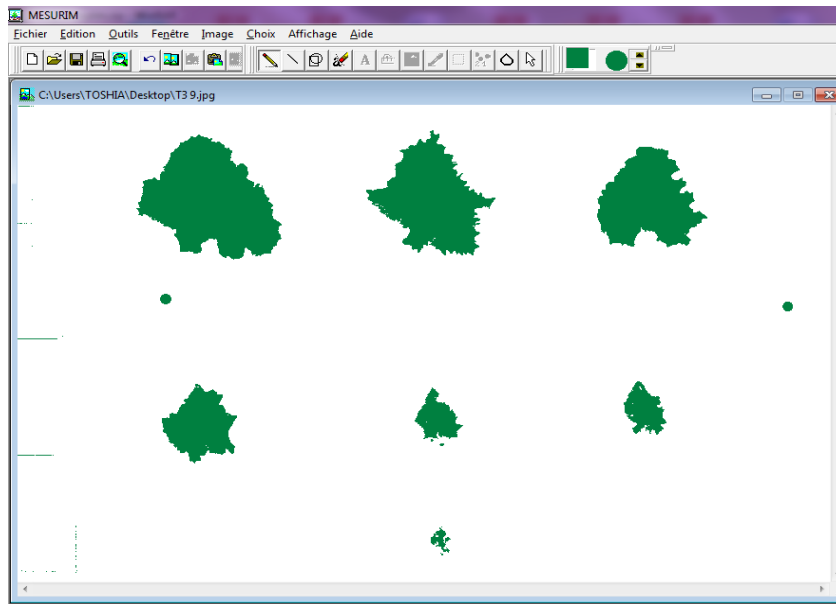 MESURIM
Fichier Edition Outils Fenêtre Image Choix Affichage Aide
A
C:\Users\TOSHIA\Desktop\T3 9.jpg